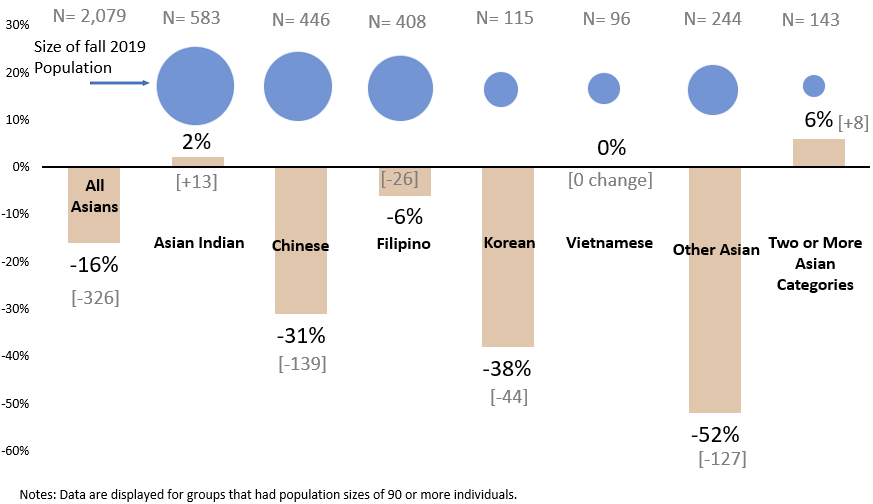 N= 2,079 N= 583 N= 446 N= 408 N= 115 N= 96 N= 244 N= 143
30%
Size of fall 2019
Population
20%
10%
2%
0%
6% [+8]
0%
[+13]
[-26]
[0 change]
All
Asians
-10%
-6%
Asian Indian Chinese Filipino Korean Vietnamese Other Asian Two or More
Asian
Categories
-16%
-20%
[-326]
-30%
-31%
[-139]
-38%
-40%
[-44]
-50%
-52%
[-127]
-60%
Notes: Data are displayed for groups that had population sizes of 90 or more individuals.